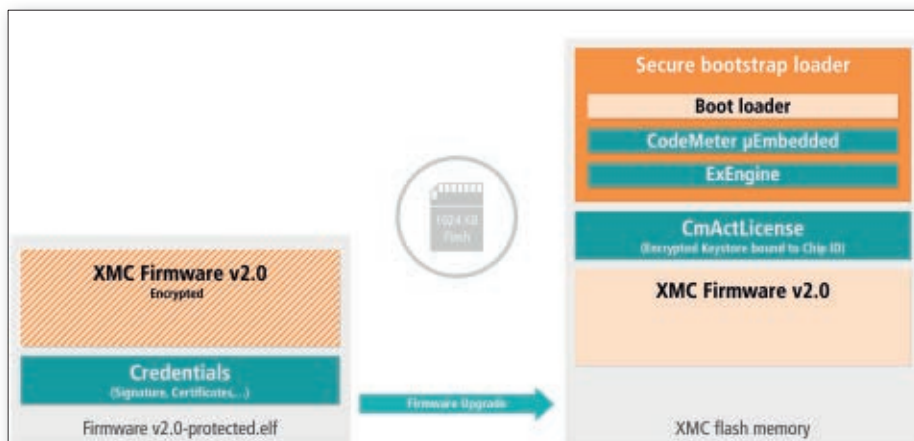 XMC Firmware v2.0
Encrypted
Credentials
(Signature, Certificates,...)
Firmware v2.0-protected.elf
1024 KB
Flash
Firmware Upgrade
Secure bootstrap loader
Boot loader
CodeMeter µEmbedded
ExEngine
CmActLicense
(Encrypted Keystore bound to Chip ID)
XMC Firmware v2.0
XMC flash memory